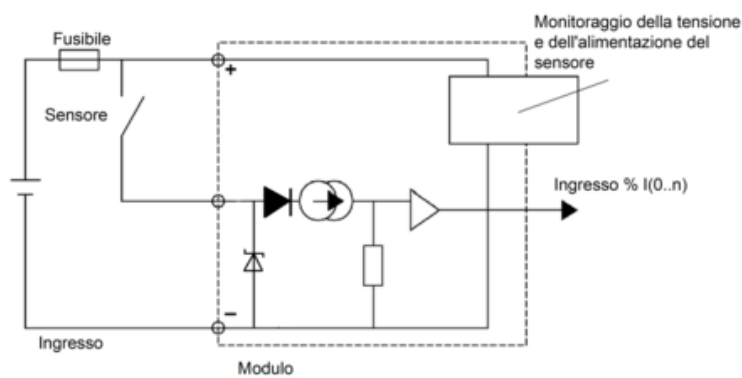 Monitoraggio della tensione
e dell'alimentazione del
sensore
Fusibile
+
Sensore
Ingresso % I(0..n)
−
Ingresso
Modulo